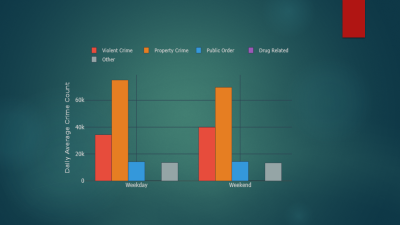 Violent Crime Property Crime Public Order Drug Related
Other
Daily Average Crime Count
60k
40k
20k
0
Weekday Weekend